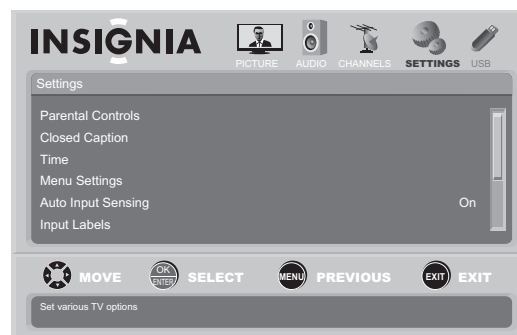 INSIGNIA
PICTURE AUDIO CHANNELS SETTINGS USB
Settings
Parental Controls
Closed Caption
Time
Menu Settings
Auto Input Sensing On
Input Labels
MOVE OK ENTER SELECT MENU PREVIOUS EXIT EXIT
Set various TV options